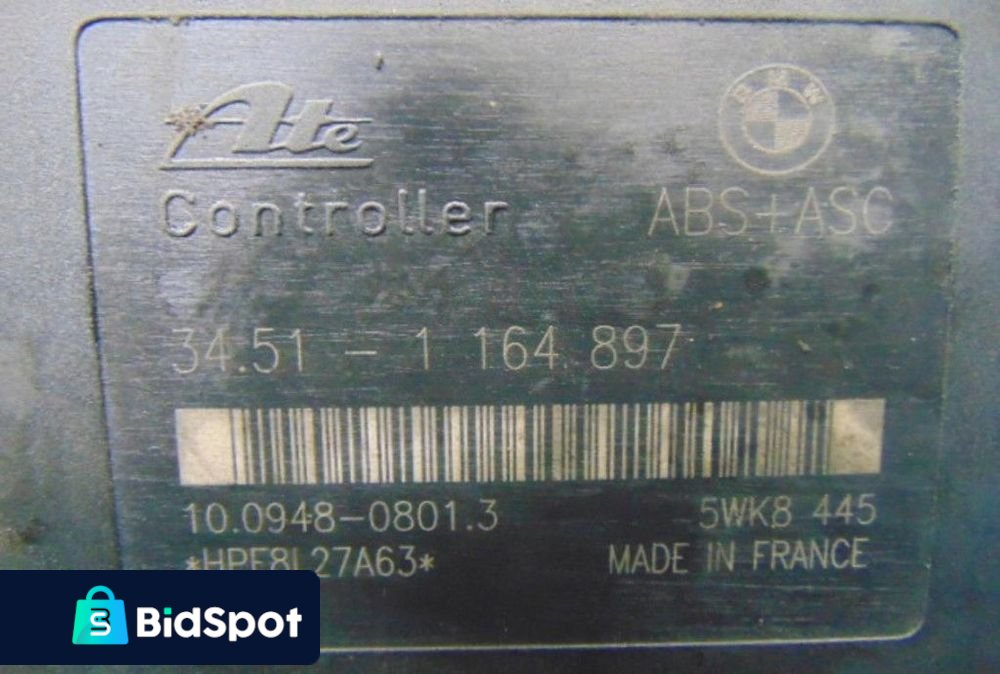 Ate
BMW
Controller
ABS+ASC
34.51 - 1 164 897
10.0948-0801.3
5WK8 445
*HPF8L27A63*
MADE IN FRANCE
BidSpot